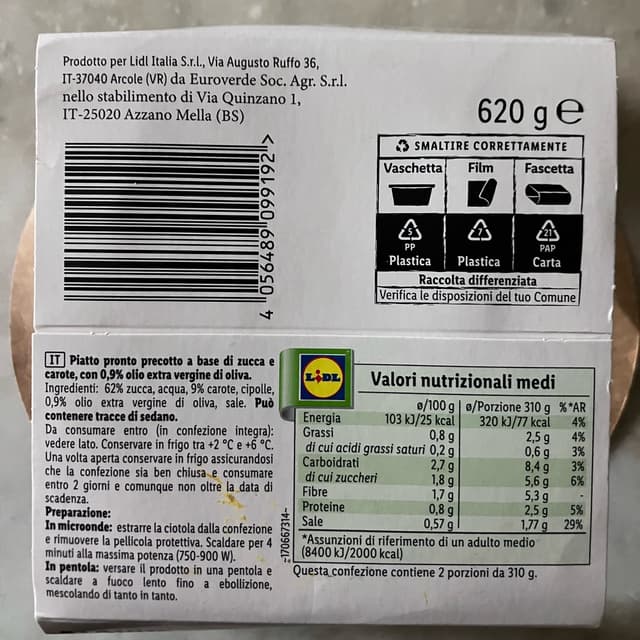 Prodotto per Lidl Italia S.r.l., Via Augusto Ruffo 36,
IT-37040 Arcole (VR) da Euroverde Soc. Agr. S.r.l.
nello stabilimento di Via Quinzano 1,
IT-25020 Azzano Mella (BS)
4 056489 099192 >
620 g e
SMALTIRE CORRETTAMENTE
Vaschetta Film Fascetta
5 7 21
PP PAP
Plastica Plastica Carta
Raccolta differenziata
Verifica le disposizioni del tuo Comune
IT Piatto pronto precotto a base di zucca e
carote, con 0,9% olio extra vergine di oliva.
Ingredienti: 62% zucca, acqua, 9% carote, cipolle,
0,9% olio extra vergine di oliva, sale. Può
contenere tracce di sedano.
Da consumare entro (in confezione integra):
vedere lato. Conservare in frigo tra +2 °C e +6 °C.
Una volta aperta conservare in frigo assicurandosi
che la confezione sia ben chiusa e consumare
entro 2 giorni e comunque non oltre la data di
scadenza.
Preparazione:
In microonde: estrarre la ciotola dalla confezione
e rimuovere la pellicola protettiva. Scaldare per 4
minuti alla massima potenza (750-900 W).
In pentola: versare il prodotto in una pentola e
scaldare a fuoco lento fino a ebollizione,
mescolando di tanto in tanto.
LIDL
Valori nutrizionali medi
ø/100 g ø/Porzione 310 g %*AR
Energia 103 kJ/25 kcal 320 kJ/77 kcal 4%
Grassi 0,8 g 2,5 g 4%
di cui acidi grassi saturi 0,2 g 0,6 g 3%
Carboidrati 2,7 g 8,4 g 3%
di cui zuccheri 1,8 g 5,6 g 6%
Fibre 1,7 g 5,3 g -
Proteine 0,8 g 2,5 g 5%
Sale 0,57 g 1,77 g 29%
*Assunzioni di riferimento di un adulto medio
(8400 kJ/2000 kcal)
Questa confezione contiene 2 porzioni da 310 g.